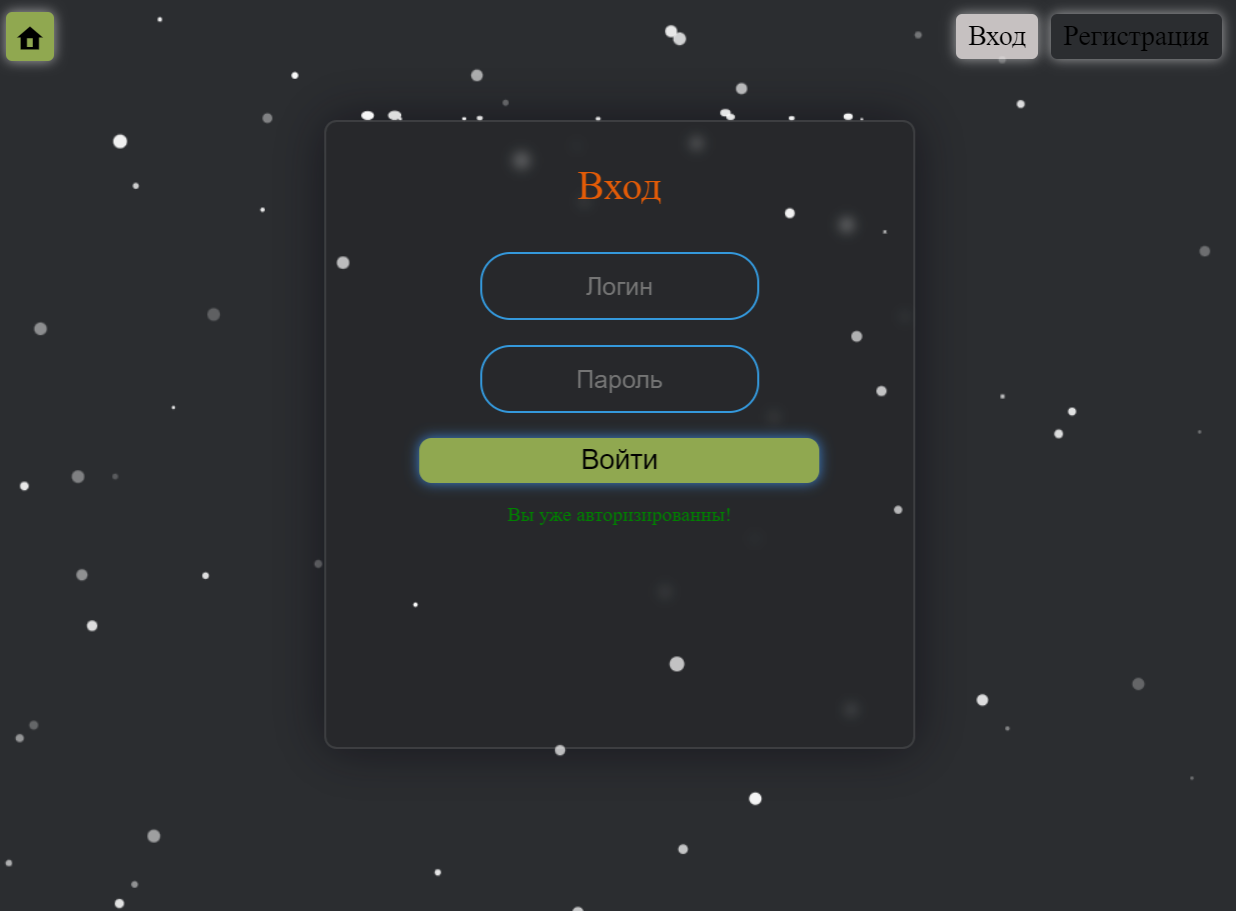 Вход
Регистрация
Вход
Логин
Пароль
Войти
Вы уже авторизированны!